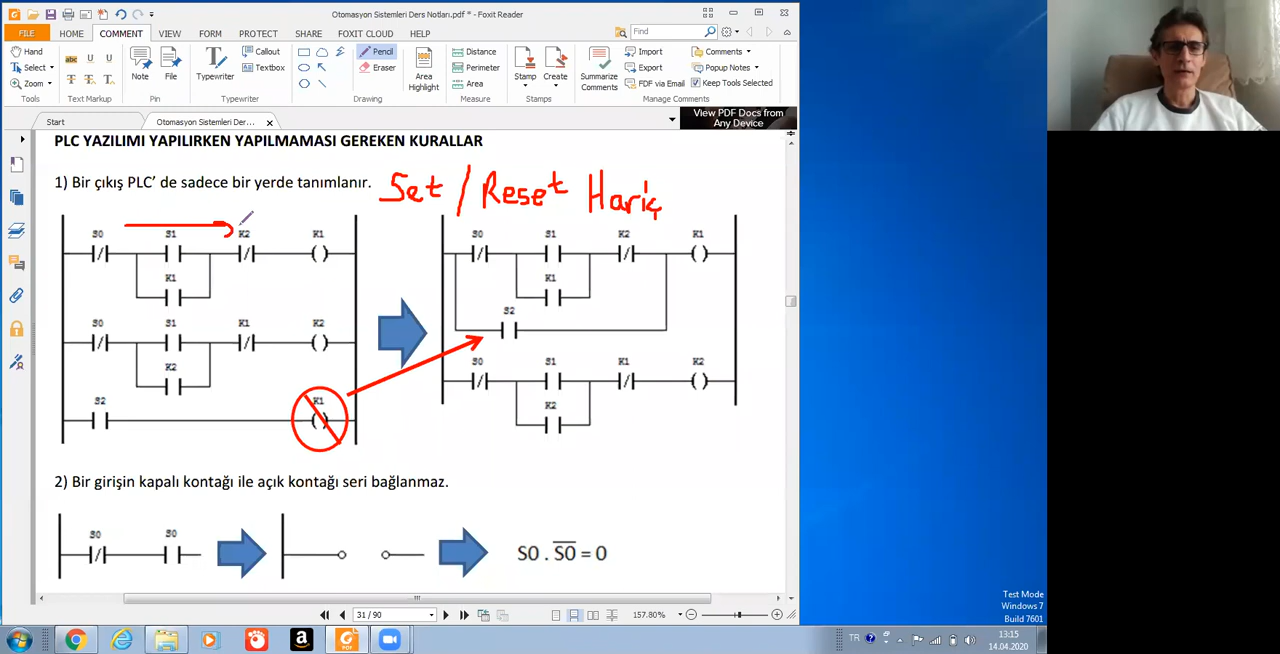 Otomasyon Sistemleri Ders Notları.pdf * - Foxit Reader
FILE HOME COMMENT VIEW FORM PROTECT SHARE FOXIT CLOUD HELP
Find
Hand
Select
Zoom
Tools
abc U U
T T T
Text Markup
Note
File
Pin
Typewriter
Callout
Textbox
Typewriter
Pencil
Eraser
Drawing
Area
Highlight
Distance
Perimeter
Area
Measure
Stamp
Create
Stamps
Summarize
Comments
Import
Export
FDF via Email
Comments
Popup Notes
Keep Tools Selected
Manage Comments
Start
Otomasyon Sistemleri Der...
View PDF Docs from
Any Device
PLC YAZILIMI YAPILIRKEN YAPILMAMASI GEREKEN KURALLAR
1) Bir çıkış PLC' de sadece bir yerde tanımlanır.
Set / Reset Hariç
S0 S1 K2 K1
K1
S0 S1 K1 K2
K2
S2 K1
S0 S1 K2 K1
K1
S2
S0 S1 K1 K2
K2
2) Bir girişin kapalı kontağı ile açık kontağı seri bağlanmaz.
S0 S0
S0 . S0 = 0
31 / 90
157.80%
Test Mode
Windows 7
Build 7601
TR
13:15
14.04.2020